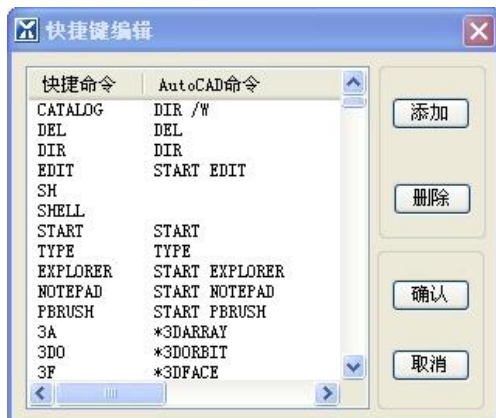 快捷键编辑
快捷命令 AutoCAD命令
CATALOG DIR /W
DEL DEL
DIR DIR
EDIT START EDIT
SH
SHELL
START START
TYPE TYPE
EXPLORER START EXPLORER
NOTEPAD START NOTEPAD
PBRUSH START PBRUSH
3A *3DARRAY
3DO *3DORBIT
3F *3DFACE
添加
删除
确认
取消